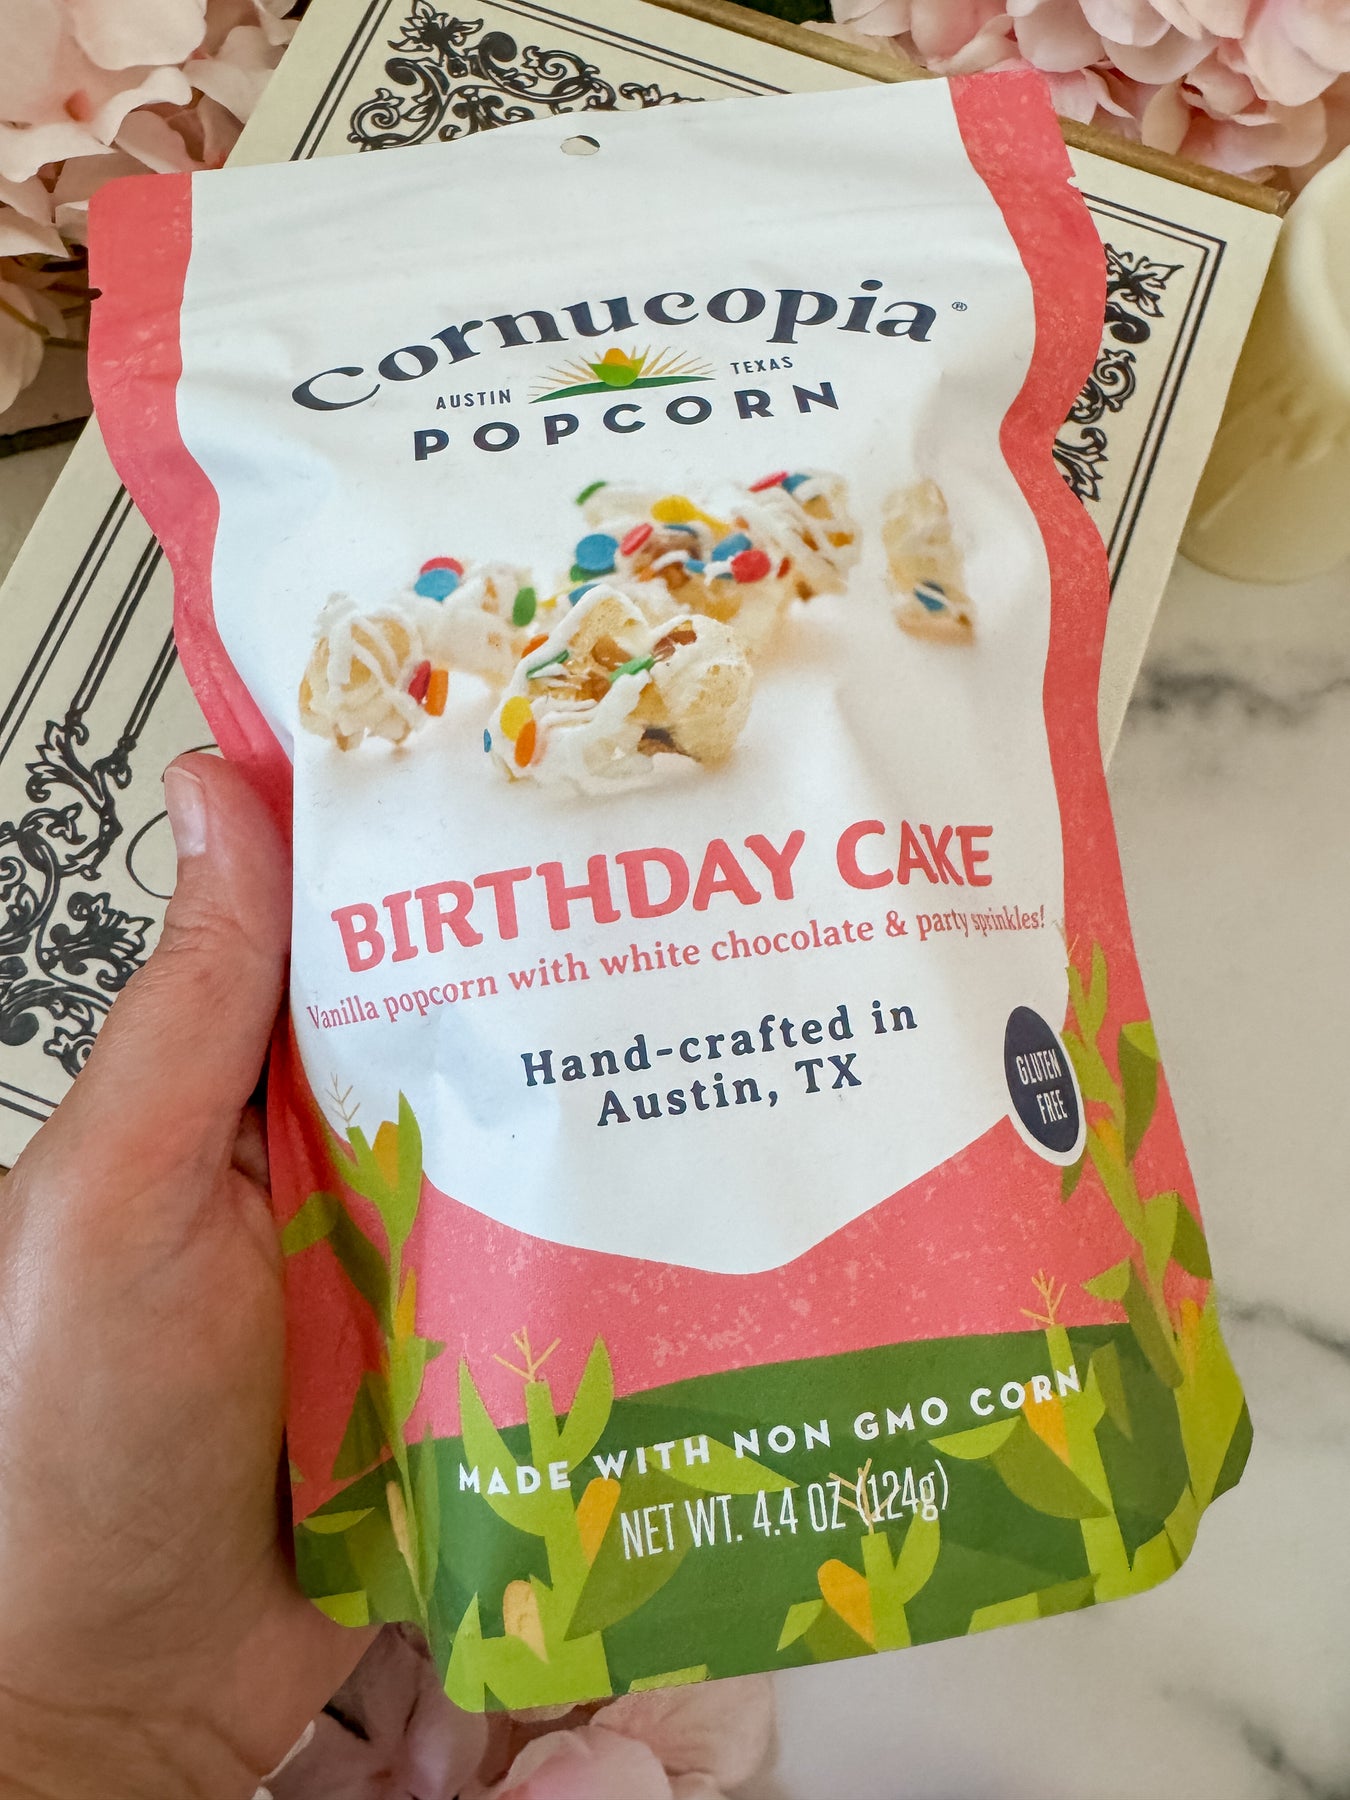 Cornucopia®
AUSTIN TEXAS
POPCORN
BIRTHDAY CAKE
Vanilla popcorn with white chocolate & party sprinkles!
Hand-crafted in
Austin, TX
GLUTEN
FREE
MADE WITH NON GMO CORN
NET WT. 4.4 OZ (124g)